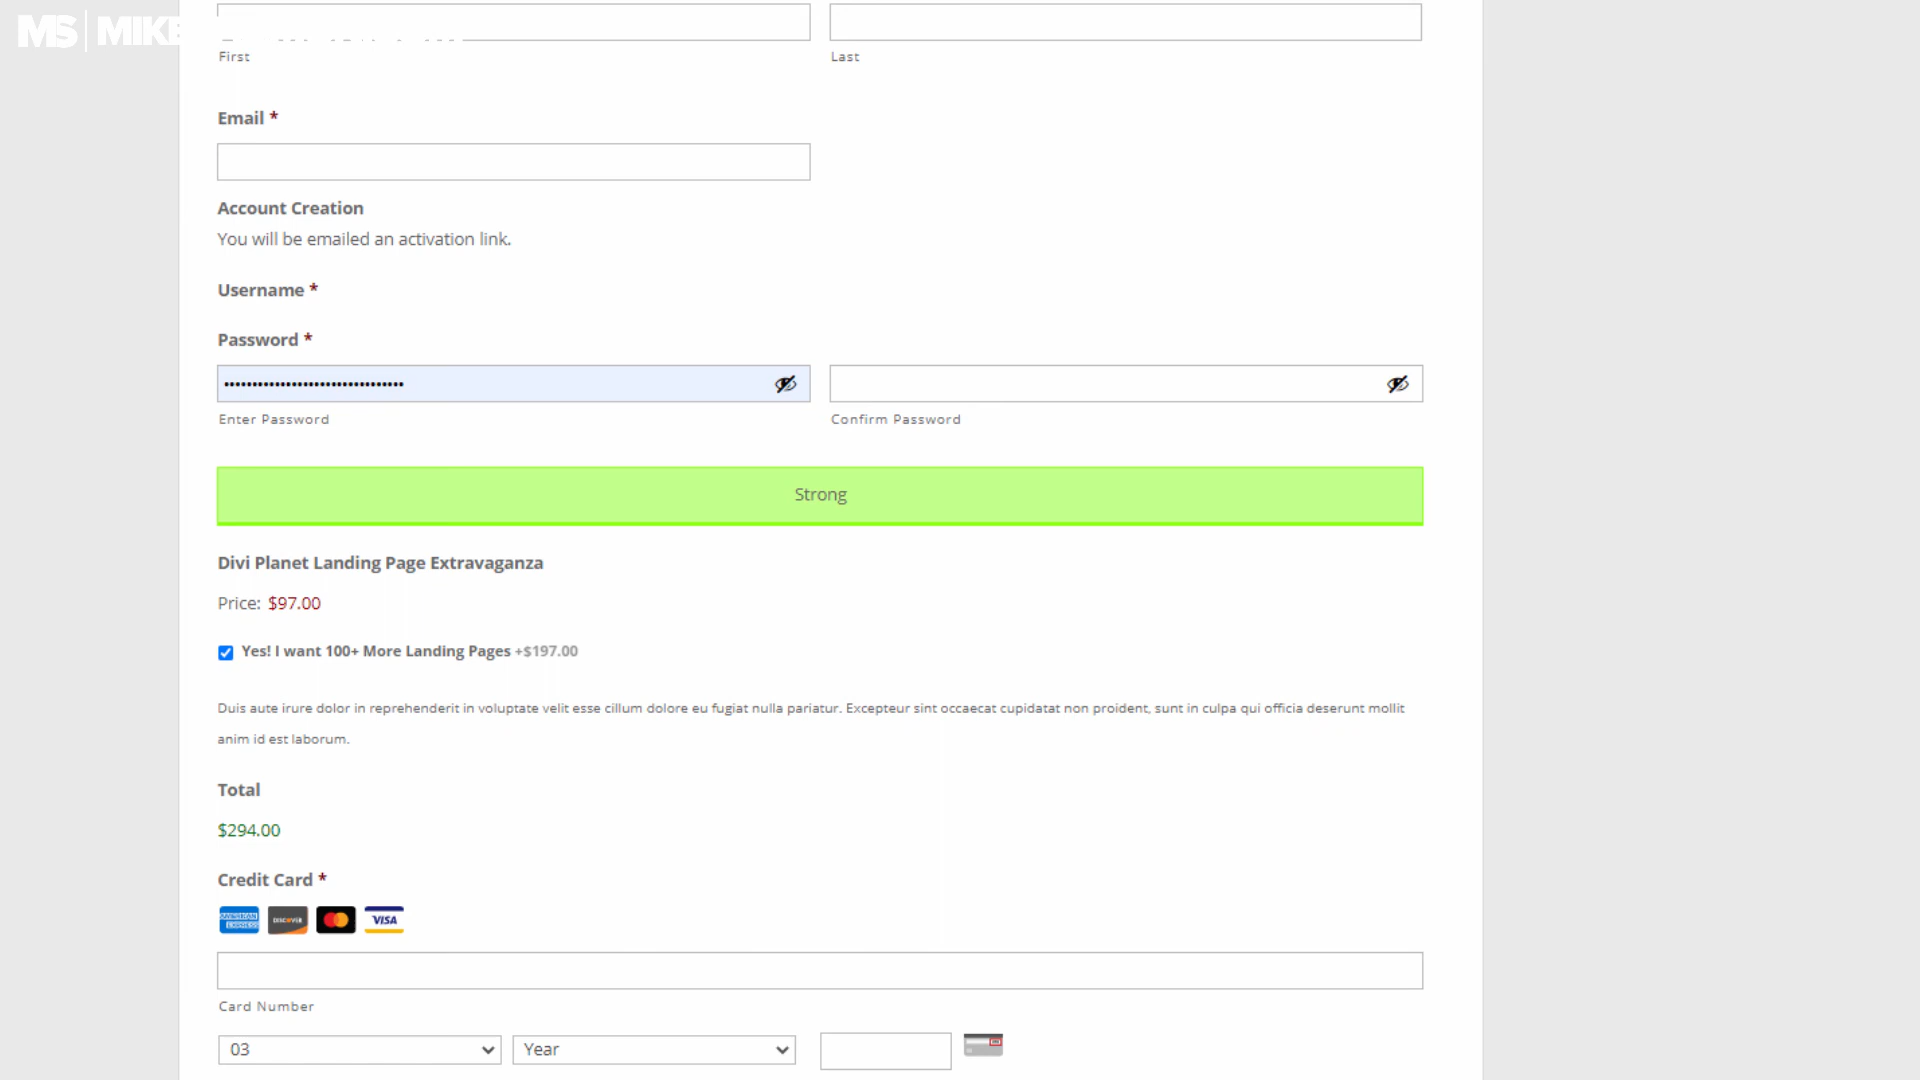 MS MIKE
First
Last
Email *
Account Creation
You will be emailed an activation link.
Username *
Password *
••••••••••••••••••••••••••••••••
Enter Password
Confirm Password
Strong
Divi Planet Landing Page Extravaganza
Price: $97.00
Yes! I want 100+ More Landing Pages +$197.00
Duis aute irure dolor in reprehenderit in voluptate velit esse cillum dolore eu fugiat nulla pariatur. Excepteur sint occaecat cupidatat non proident, sunt in culpa qui officia deserunt mollit
anim id est laborum.
Total
$294.00
Credit Card *
AMERICAN EXPRESS DISCOVER VISA
Card Number
03
Year